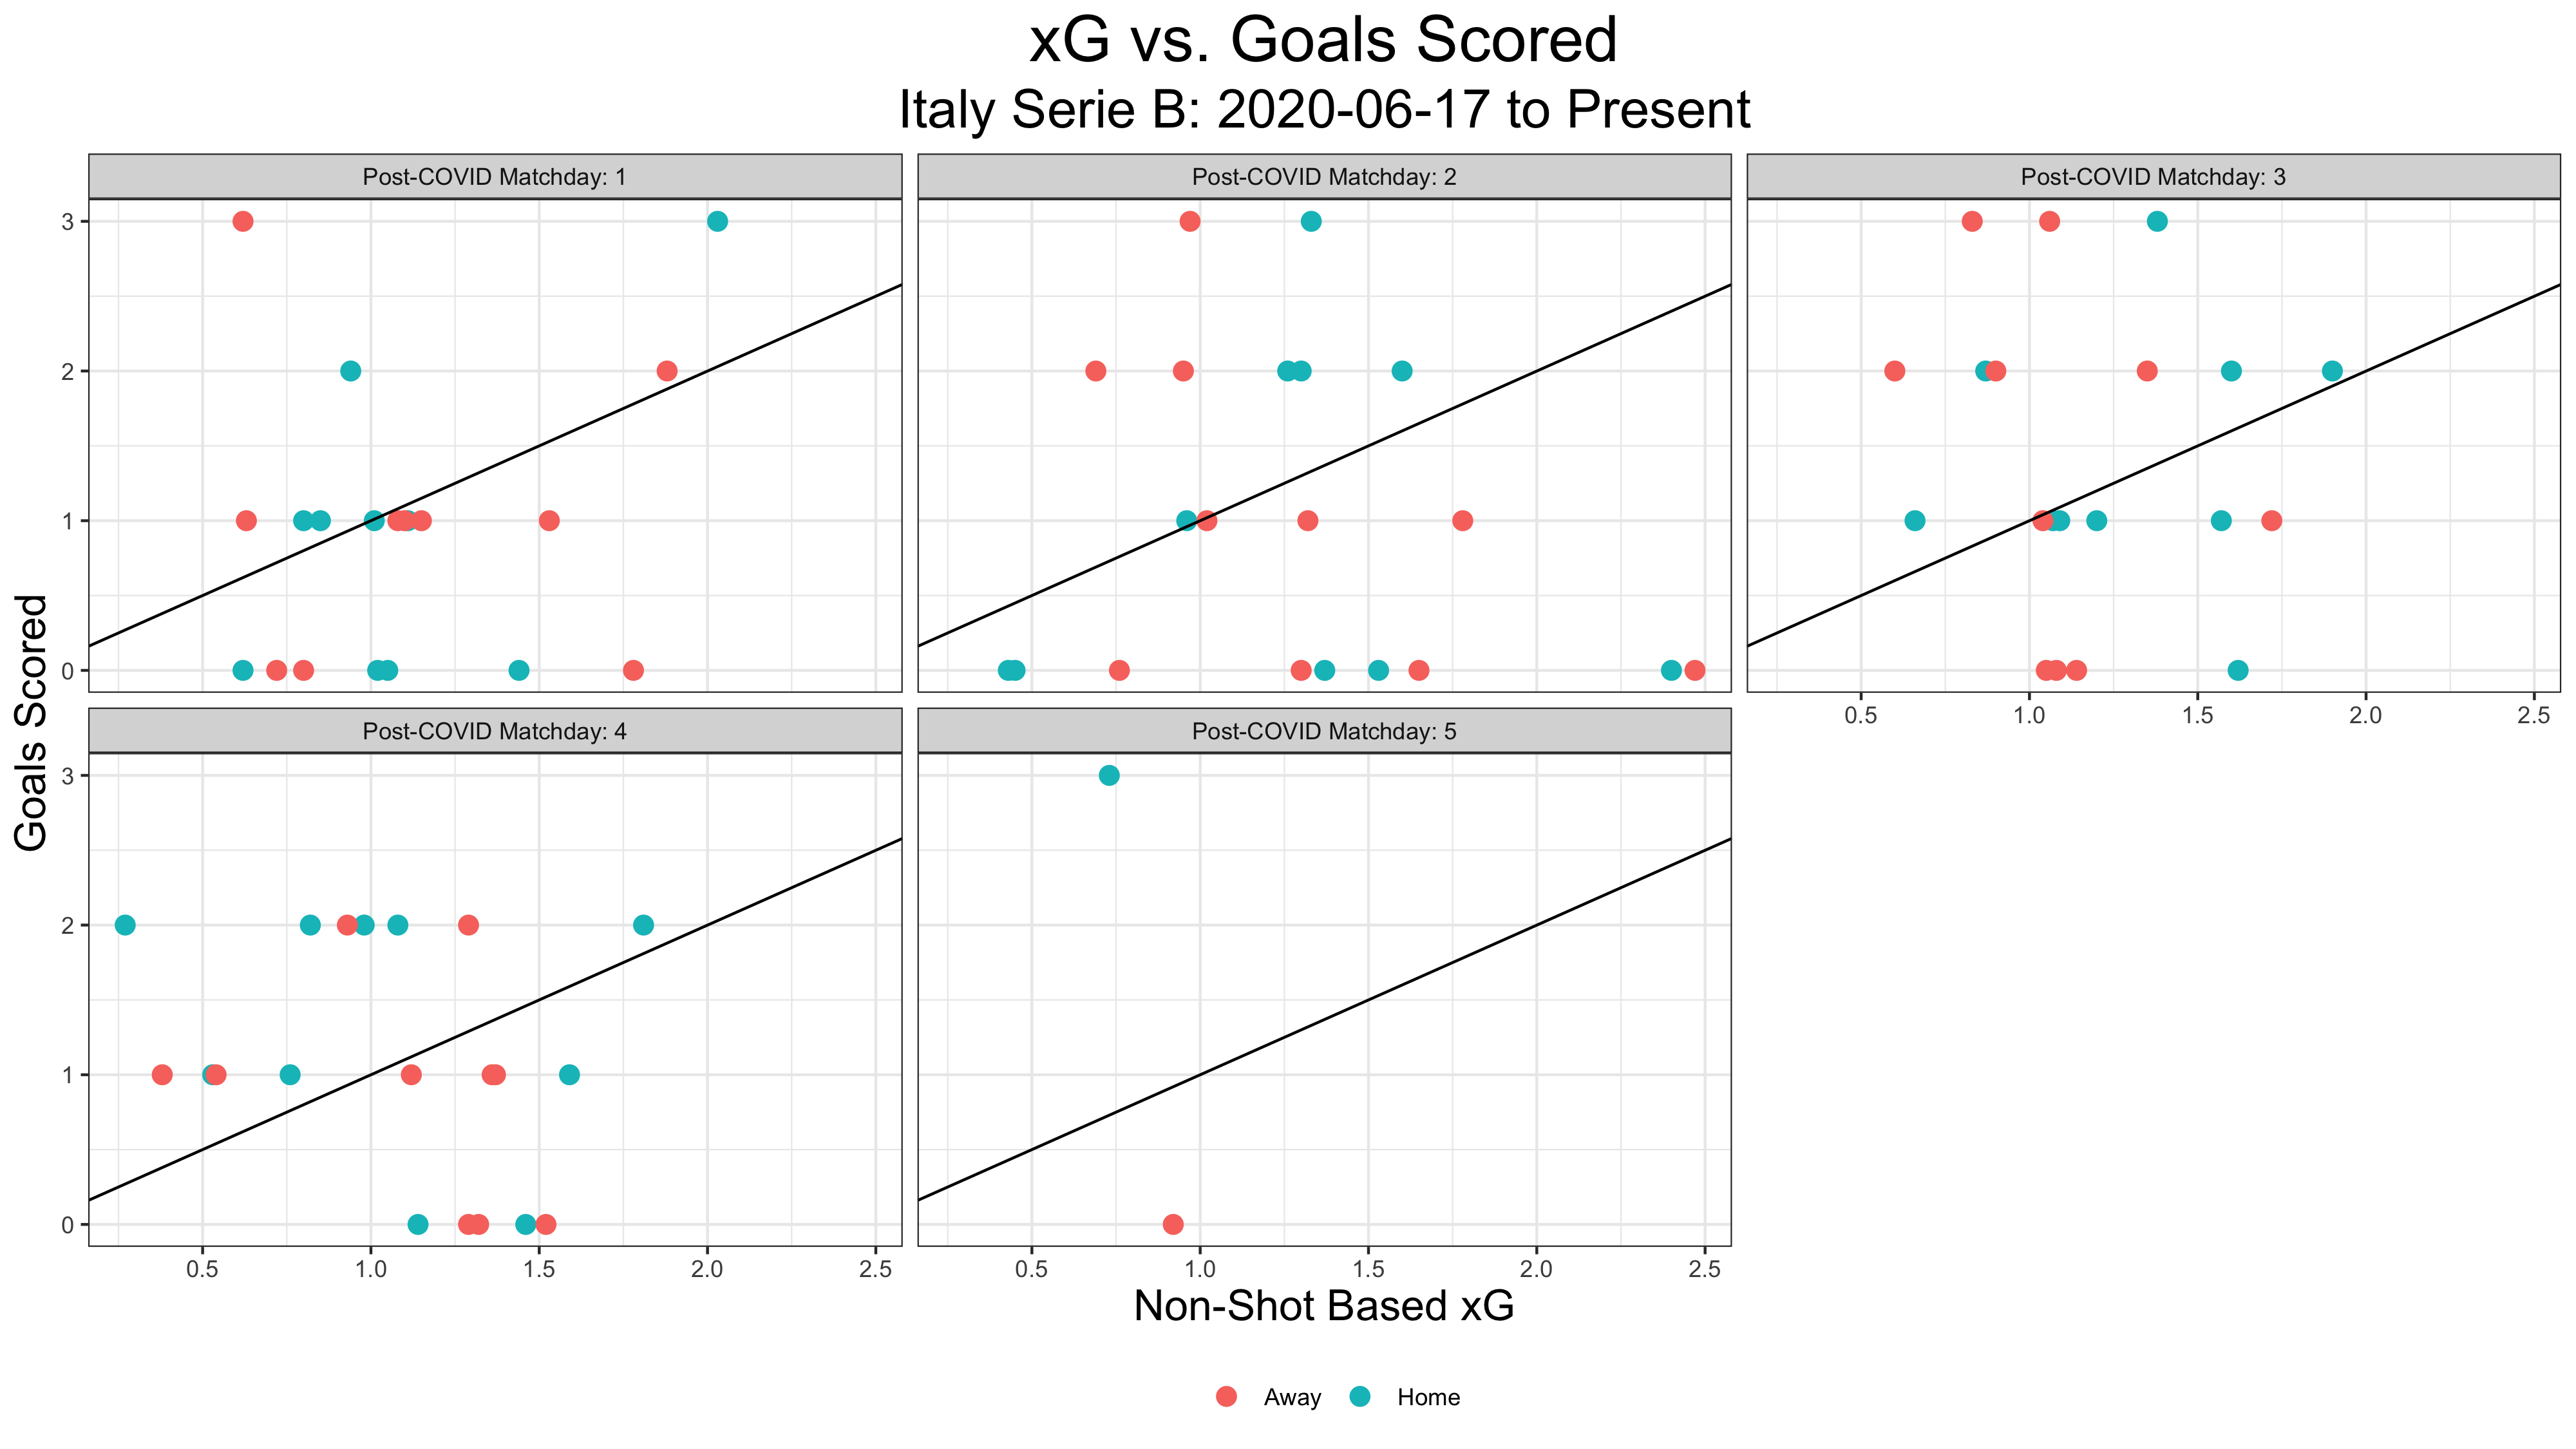 xG vs. Goals Scored
Italy Serie B: 2020-06-17 to Present
Post-COVID Matchday: 1
Post-COVID Matchday: 2
Post-COVID Matchday: 3
3
2
1
0
0.5 1.0 1.5 2.0 2.5
Post-COVID Matchday: 4
Post-COVID Matchday: 5
3
2
1
0
0.5 1.0 1.5 2.0 2.5
0.5 1.0 1.5 2.0 2.5
Goals Scored
Non-Shot Based xG
Away
Home